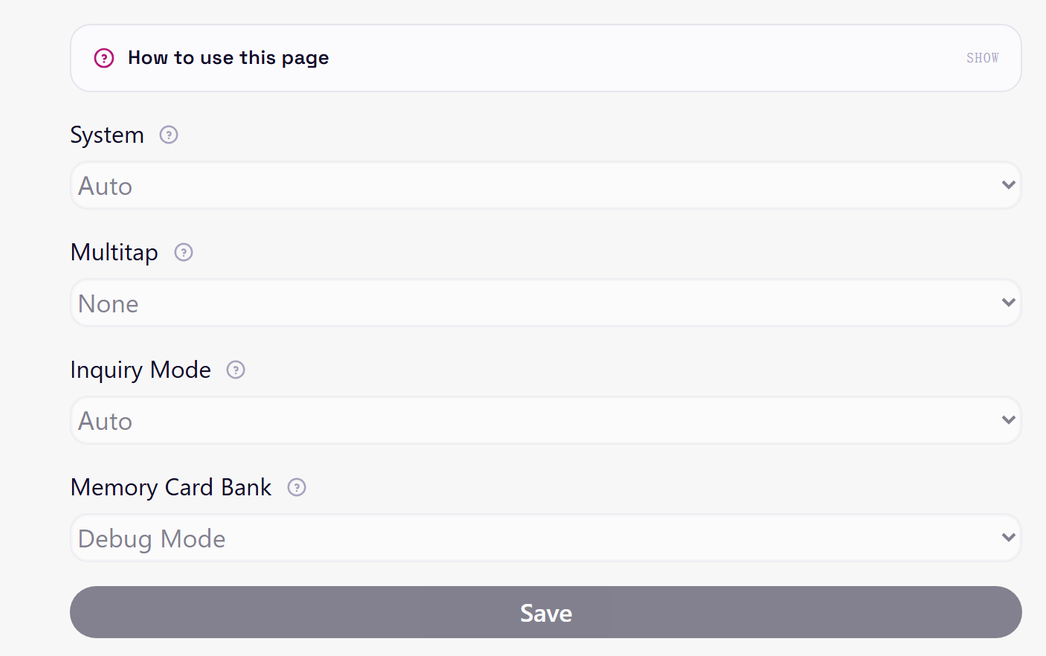 How to use this page
SHOW
System
Auto
Multitap
None
Inquiry Mode
Auto
Memory Card Bank
Debug Mode
Save